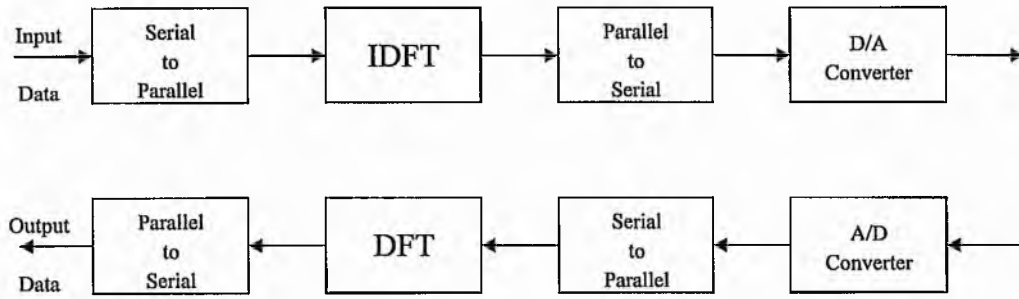 Input
Data
Serial
to
Parallel
IDFT
Parallel
to
Serial
D/A
Converter
Output
Data
Parallel
to
Serial
DFT
Serial
to
Parallel
A/D
Converter